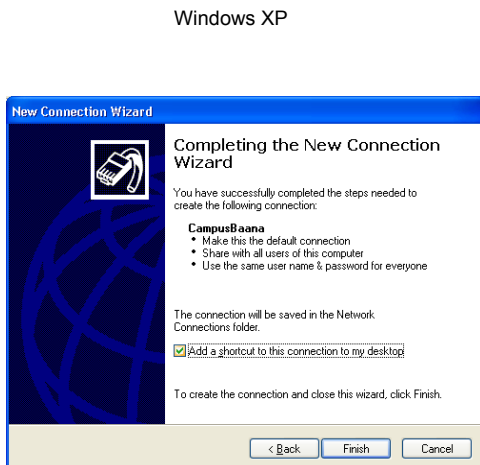 Windows XP
New Connection Wizard
Completing the New Connection
Wizard
You have successfully completed the steps needed to
create the following connection:
CampusBaana
• Make this the default connection
• Share with all users of this computer
• Use the same user name & password for everyone
The connection will be saved in the Network
Connections folder.
Add a shortcut to this connection to my desktop
To create the connection and close this wizard, click Finish.
< Back Finish Cancel